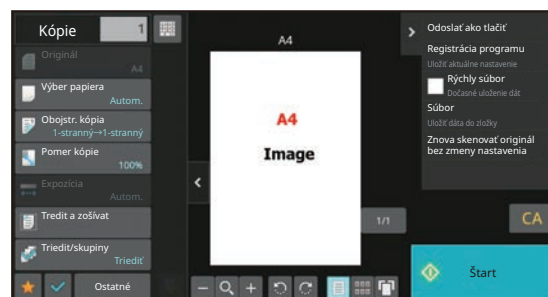 Kópie
1
Originál
A4
Výber papiera
Autom.
Obojstr. kópia
1-stranný→1-stranný
Pomer kópie
100%
Expozícia
Autom.
Tredit a zošívat
Triediť/skupiny
Triediť
Ostatné
A4
A4
Image
1/1
Odoslať ako tlačiť
Registrácia programu
Uložiť aktuálne nastavenie
Rýchly súbor
Dočasné uloženie dát
Súbor
Uložiť dáta do zložky
Znova skenovať originál
bez zmeny nastavenia
CA
Štart